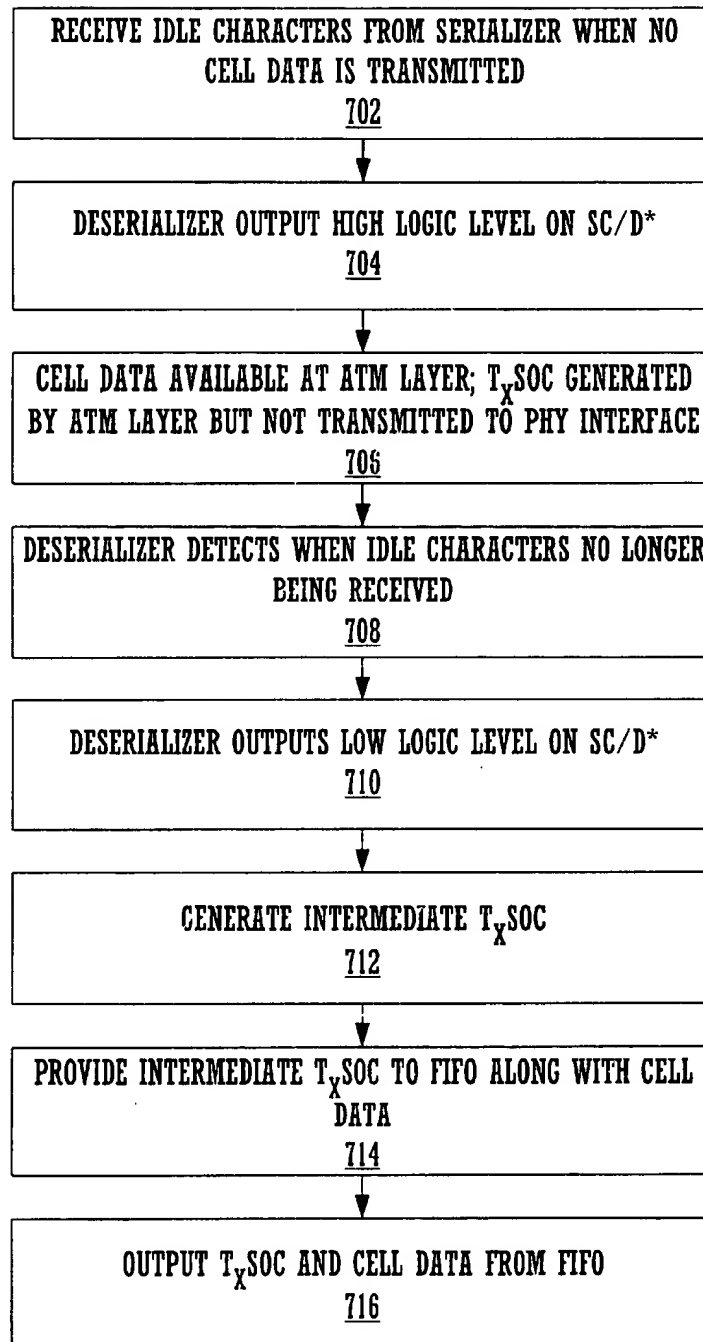 RECEIVE IDLE CHARACTERS FROM SERIALIZER WHEN NO
CELL DATA IS TRANSMITTED
702
DESERIALIZER OUTPUT HIGH LOGIC LEVEL ON SC/D*
704
CELL DATA AVAILABLE AT ATM LAYER; TXSOC GENERATED
BY ATM LAYER BUT NOT TRANSMITTED TO PHY INTERFACE
706
DESERIALIZER DETECTS WHEN IDLE CHARACTERS NO LONGER
BEING RECEIVED
708
DESERIALIZER OUTPUTS LOW LOGIC LEVEL ON SC/D*
710
GENERATE INTERMEDIATE TXSOC
712
PROVIDE INTERMEDIATE TXSOC TO FIFO ALONG WITH CELL
DATA
714
OUTPUT TXSOC AND CELL DATA FROM FIFO
716